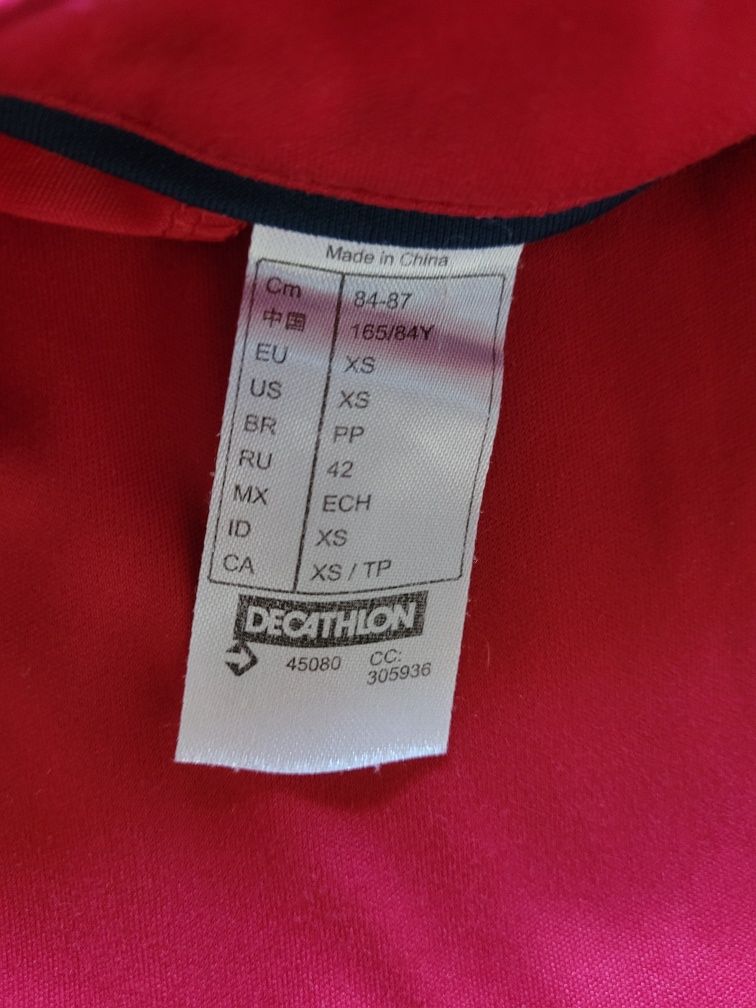 Made in China
Cm 84-87
中国 165/84Y
EU XS
US XS
BR PP
RU 42
MX ECH
ID XS
CA XS / TP
DECATHLON
45080 CC:
305936